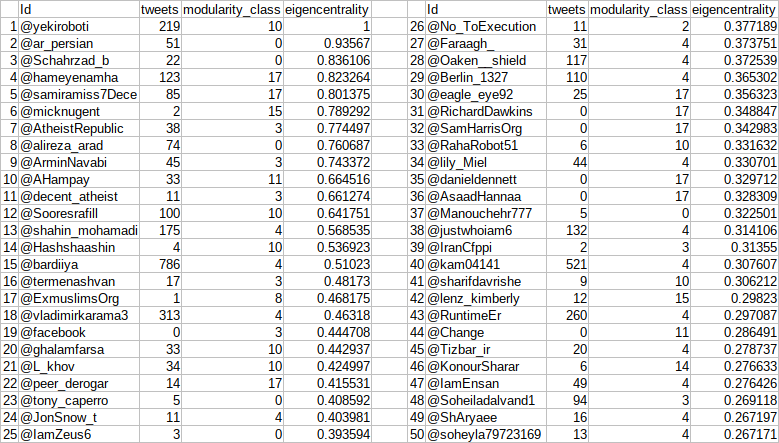 Id tweets modularity_class eigencentrality Id tweets modularity_class eigencentrality
1 @yekiroboti 219 10 1 26 @No_ToExecution 11 2 0.377189
2 @ar_persian 51 0 0.93567 27 @Faraagh_ 31 4 0.373751
3 @Schahrzad_b 22 0 0.836106 28 @Oaken__shield 117 4 0.372539
4 @hameyenamha 123 17 0.823264 29 @Berlin_1327 110 4 0.365302
5 @samiramiss7Dece 85 17 0.801375 30 @eagle_eye92 25 17 0.356323
6 @micknugent 2 15 0.789292 31 @RichardDawkins 0 17 0.348847
7 @AtheistRepublic 38 3 0.774497 32 @SamHarrisOrg 0 17 0.342983
8 @alireza_arad 74 0 0.760687 33 @RahaRobot51 6 10 0.331632
9 @ArminNavabi 45 3 0.743372 34 @lily_Miel 44 4 0.330701
10 @AHampay 33 11 0.664516 35 @danieldennett 0 17 0.329712
11 @decent_atheist 11 3 0.661274 36 @AsaadHannaa 0 17 0.328309
12 @Sooresrafill 100 10 0.641751 37 @Manouchehr777 5 0 0.322501
13 @shahin_mohamadi 175 4 0.568535 38 @justwhoiam6 132 4 0.314106
14 @Hashshaashin 4 10 0.536923 39 @IranCfppi 2 3 0.31355
15 @bardiiya 786 4 0.51023 40 @kam04141 521 4 0.307607
16 @termenashvan 17 3 0.48173 41 @sharifdavrishe 9 10 0.306212
17 @ExmuslimsOrg 1 8 0.468175 42 @lenz_kimberly 12 15 0.29823
18 @vladimirkarama3 313 4 0.46318 43 @RuntimeEr 260 4 0.297087
19 @facebook 0 3 0.444708 44 @Change 0 11 0.286491
20 @ghalamfarsa 33 10 0.442937 45 @Tizbar_ir 20 4 0.278737
21 @L_khov 34 10 0.424997 46 @KonourSharar 6 14 0.276633
22 @peer_derogar 14 17 0.415531 47 @IamEnsan 49 4 0.276426
23 @tony_caperro 5 0 0.408592 48 @Soheiladalvand1 94 3 0.269118
24 @JonSnow_t 11 4 0.403981 49 @ShAryaee 16 4 0.267197
25 @IamZeus6 3 0 0.393594 50 @soheyla79723169 13 4 0.267171